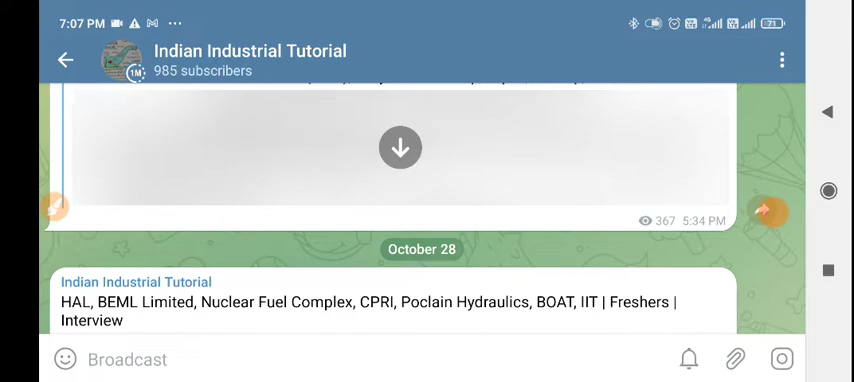 7:07 PM
71
Indian Industrial Tutorial
1M
985 subscribers
367 5:34 PM
October 28
Indian Industrial Tutorial
HAL, BEML Limited, Nuclear Fuel Complex, CPRI, Poclain Hydraulics, BOAT, IIT | Freshers |
Interview
Broadcast